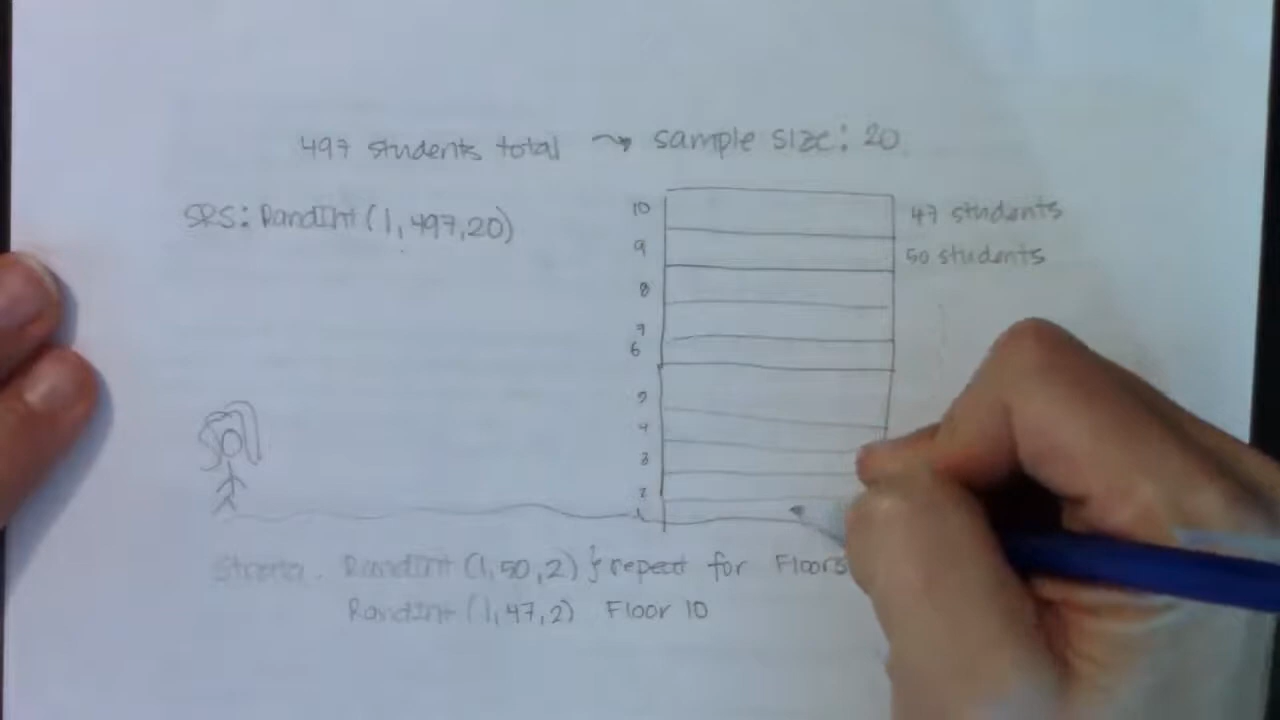 497 students total → sample size: 20
SRS: RandInt (1, 497, 20)
10
47 students
9
50 students
8
7
6
5
4
3
2
1
Strata. RandInt (1, 50, 2) } repeat for Floors
RandInt (1, 47, 2) Floor 10